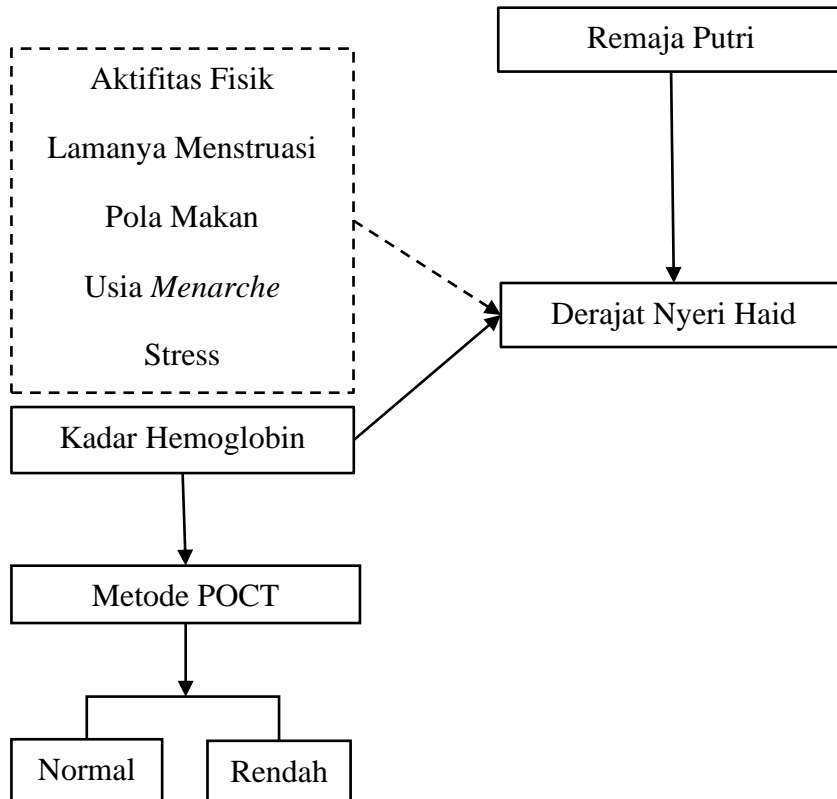 Remaja Putri
Aktifitas Fisik
Lamanya Menstruasi
Pola Makan
Usia Menarche
Stress
Derajat Nyeri Haid
Kadar Hemoglobin
Metode POCT
Normal
Rendah